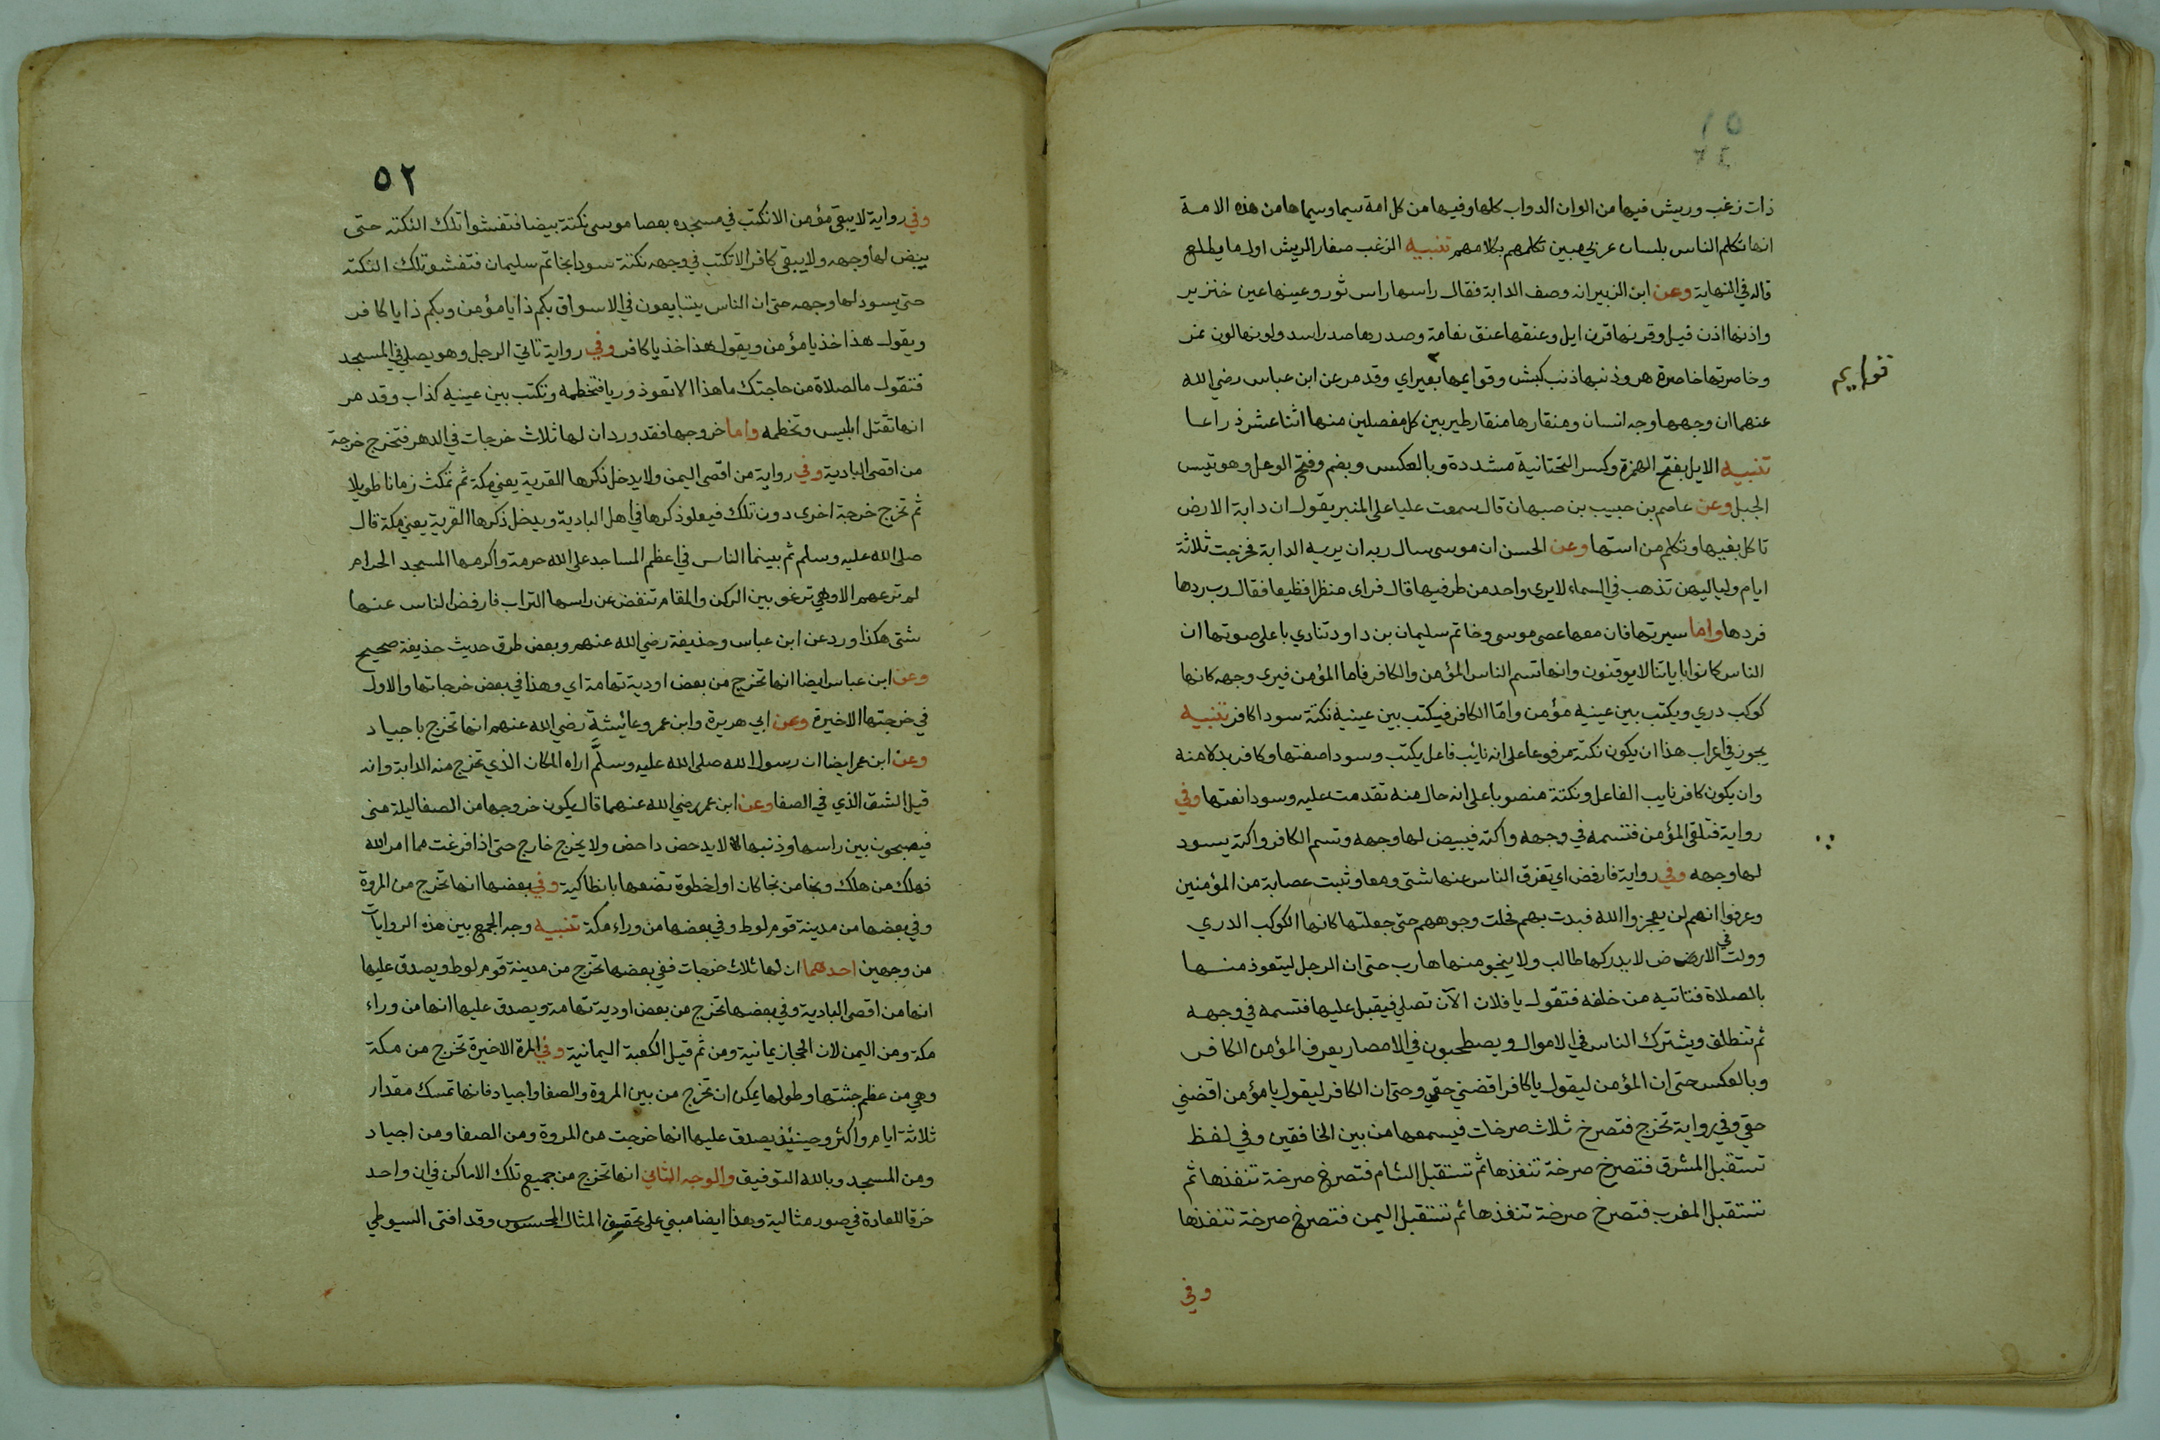 ذات زغب وريش فيها من الوان الدواب كلها وفيها من كل امة سيما وسيماها من هذه الامة
انها تكلم الناس بلسان عربي مبين تكلمهم بكلامهم تنبيه الزغب صغار الريش اول ما يطلع
قاله في النهاية وعن ابن الزبير انه وصف الدابة فقال راسها راس ثور وعينها عين خنزير
واذنها اذن فيل وقرنها قرن ايل وعنقها عنق نعامة وصدرها صدر اسد ولونها لون نمر
وخاصرتها خاصرة هر وذنبها ذنب كبش وقوايمها بعير اي وقد مر عن ابن عباس رضي الله
قوايم
عنهما ان وجهها وجه انسان ومنقارها منقار طير بين كل مفصلين منها اثنا عشر ذراعا
تنبيه الايل بفتح الهمزة وكسر التحتانية مشددة وبالعكس وبضم وفتح الوعل وهو تيس
الجبل وعن عاصم بن حبيب بن صبهان قال سمعت عليا على المنبر يقول ان دابة الارض
تاكل بفيها وتكلم من استها وعن الحسن ان موسى سال ربه ان يريه الدابة فخرجت ثلاثة
ايام ولياليهن تذهب في السماء لا يرى واحد من طرفيها قال فراى منظرا فظيعا فقال رب ردها
فردها واما سيرتها فان معها عصى موسى وخاتم سليمان بن داود تنادي باعلى صوتها ان
الناس كانوا باياتنا لا يوقنون وانها تسم الناس المؤمن والكافر فاما المؤمن فيرى وجهه كانها
كوكب دري ويكتب بين عينيه مؤمن واما الكافر فيكتب بين عينيه نكتة سودا كافر تنبيه
يجوز في اعراب هذا ان يكون نكتة مرفوعا على انه نائب فاعل يكتب وسودا صفتها وكافر بدلا منه
وان يكون كافر نايب الفاعل ونكتة منصوبا على انه حال منه تقدمت عليه وسودا نعتها وفي
رواية فتلقى المؤمن فتسمه في وجهه واكتة فيبيض لها وجهه وتسم الكافر واكتة يسود
لها وجهه وفي رواية فارفض اي تفرق الناس عنها شتى ومعا وثبت عصابة من المؤمنين
وعرفوا انهم لن يعجزوا الله فبدت بهم فجلت وجوههم حتى جعلتها كانها الكوكب الدري
وولت في الارض لا يدركها طالب ولا ينجو منها هارب حتى ان الرجل ليتعوذ منها
بالصلاة فتاتيه من خلفه فتقول يا فلان الآن تصلي فيقبل عليها فتسمه في وجهه
ثم تنطلق ويشترك الناس في الاموال ويصطحبون في الامصار يعرف المؤمن الكافر
وبالعكس حتى ان المؤمن ليقول يا كافر اقضني حقي وحتى ان الكافر ليقول يا مؤمن اقضني
حقي وفي رواية تخرج فتصرخ ثلاث صرخات فيسمعها من بين الخافقين وفي لفظ
تستقبل المشرق فتصرخ صرخة تنفذها ثم تستقبل الشام فتصرخ صرخة تنفذها ثم
تستقبل المغرب فتصرخ صرخة تنفذها ثم تستقبل اليمن فتصرخ صرخة تنفذها
وفي
٥٢
وفي رواية لا يبقى مؤمن الا نكتت في مسجده بعصا موسى نكتة بيضا فتفشوا تلك النكتة حتى
يبيض لها وجهه ولا يبقى كافر الا تكتب في وجهه نكتة سودا بخاتم سليمان فتفشو تلك النكتة
حتى يسود لها وجهه حتى ان الناس يتبايعون في الاسواق بكم ذا يا مؤمن وبكم ذا يا كافر
ويقول هذا خذ يا مؤمن ويقول هذا خذ يا كافر وفي رواية تاتي الرجل وهو يصلي في المسجد
فتقول ما الصلاة من حاجتك ما هذا الا تعوذ وريا فتخطمه وتكتب بين عينيه كذاب وقد مر
انها تقتل ابليس وتخطمه واما خروجها فقد ورد ان لها ثلاث خرجات في الدهر فتخرج خرجة
من اقصى البادية وفي رواية من اقصى اليمن ولا يدخل ذكرها القرية يعني مكة ثم تمكث زمانا طويلا
ثم تخرج خرجة اخرى دون تلك فيعلو ذكرها في اهل البادية ويدخل ذكرها القرية يعني مكة قال
صلى الله عليه وسلم ثم بينما الناس في اعظم المساجد على الله حرمة واكرمها المسجد الحرام
لم ترعهم الا وهي ترغو بين الركن والمقام تنفض عن راسها التراب فارفض الناس عنها
شتى هكذا ورد عن ابن عباس وحذيفة رضي الله عنهم وبعض طرق حديث حذيفة صحيح
وعن ابن عباس ايضا انها تخرج من بعض اودية تهامة اي وهذا في بعض خرجاتها والاول
في خرجتها الاخيرة وعن ابي هريرة وابن عمر وعائيشة رضي الله عنهم انها تخرج باجياد
وعن ابن عمر ايضا ان رسول الله صلى الله عليه وسلم اراه المكان الذي تخرج منه الدابة وانه
قبل الشق الذي في الصفا وعن ابن عمر رضي الله عنهما قال يكون خروجها من الصفا ليلة منى
فيصبحون بين راسها وذنبها لا يدحض داحض ولا يخرج خارج حتى اذا فرغت مما امر الله
فهلك من هلك ونجا من نجا كان اول خطوة تضعها بانطاكية وفي بعضها انها تخرج من المروة
وفي بعضها من مدينة قوم لوط وفي بعضها من وراء مكة تنبيه وجه الجمع بين هذه الروايات
من وجهين احدهما ان لها ثلاث خرجات ففي بعضها تخرج من مدينة قوم لوط ويصدق عليها
انها من اقصى البادية وفي بعضها تخرج من بعض اودية تهامة ويصدق عليها انها من وراء
مكة ومن اليمن لان الحجاز يمانية ومن ثم قيل الكعبة اليمانية وفي المرة الاخيرة تخرج من مكة
وهي من عظم جثتها وطولها يمكن ان تخرج من بين المروة والصفا واجياد فانها تمسك مقدار
ثلاثة ايام واكثر وحينئذ يصدق عليها انها خرجت من المروة ومن الصفا ومن اجياد
ومن المسجد وبالله التوفيق والوجه الثاني انها تخرج من جميع تلك الاماكن في ان واحد
خرقا للعادة في صور مثالية وهذا ايضا مبني على تحقيق المثال المحسوس وقد افتى السيوطي